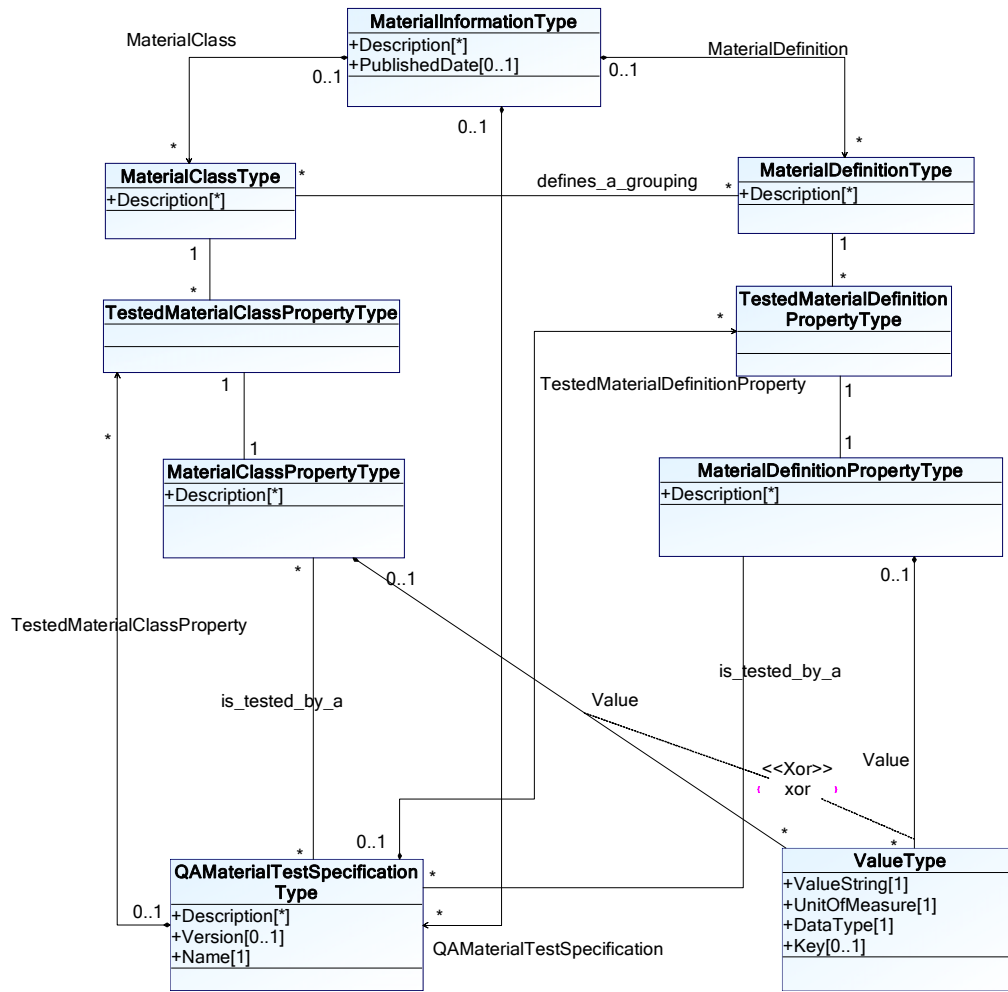 MaterialInformationType
+Description[*]
+PublishedDate[0..1]
MaterialClass
MaterialDefinition
0..1
0..1
0..1
*
*
MaterialClassType
+Description[*]
*
defines_a_grouping
*
MaterialDefinitionType
+Description[*]
1
*
1
*
TestedMaterialClassPropertyType
TestedMaterialDefinition
PropertyType
*
TestedMaterialDefinitionProperty
1
1
1
1
*
MaterialClassPropertyType
+Description[*]
MaterialDefinitionPropertyType
+Description[*]
*
0..1
0..1
TestedMaterialClassProperty
is_tested_by_a
is_tested_by_a
Value
Value
<<Xor>>
{ xor }
*
0..1
*
*
QAMaterialTestSpecification
Type
+Description[*]
+Version[0..1]
+Name[1]
*
0..1
*
QAMaterialTestSpecification
ValueType
+ValueString[1]
+UnitOfMeasure[1]
+DataType[1]
+Key[0..1]